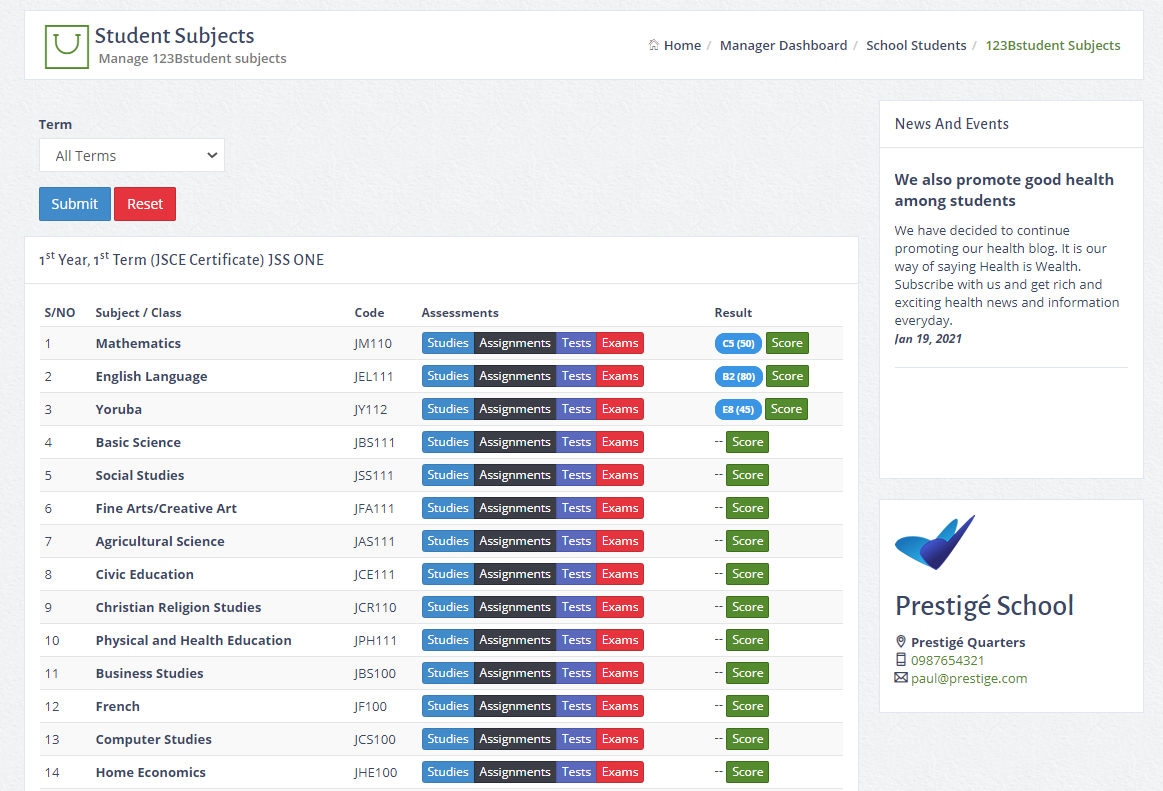 Student Subjects
Manage 123Bstudent subjects
Home / Manager Dashboard / School Students / 123Bstudent Subjects
Term
All Terms
Submit Reset
1st Year, 1st Term (JSCE Certificate) JSS ONE
S/NO Subject / Class Code Assessments Result
1 Mathematics JM110 Studies Assignments Tests Exams C5 (50) Score
2 English Language JEL111 Studies Assignments Tests Exams B2 (80) Score
3 Yoruba JY112 Studies Assignments Tests Exams E8 (45) Score
4 Basic Science JBS111 Studies Assignments Tests Exams -- Score
5 Social Studies JSS111 Studies Assignments Tests Exams -- Score
6 Fine Arts/Creative Art JFA111 Studies Assignments Tests Exams -- Score
7 Agricultural Science JAS111 Studies Assignments Tests Exams -- Score
8 Civic Education JCE111 Studies Assignments Tests Exams -- Score
9 Christian Religion Studies JCR110 Studies Assignments Tests Exams -- Score
10 Physical and Health Education JPH111 Studies Assignments Tests Exams -- Score
11 Business Studies JBS100 Studies Assignments Tests Exams -- Score
12 French JF100 Studies Assignments Tests Exams -- Score
13 Computer Studies JCS100 Studies Assignments Tests Exams -- Score
14 Home Economics JHE100 Studies Assignments Tests Exams -- Score
News And Events
We also promote good health
among students
We have decided to continue
promoting our health blog. It is our
way of saying Health is Wealth.
Subscribe with us and get rich and
exciting health news and information
everyday.
Jan 19, 2021
Prestigé School
Prestigé Quarters
0987654321
paul@prestige.com